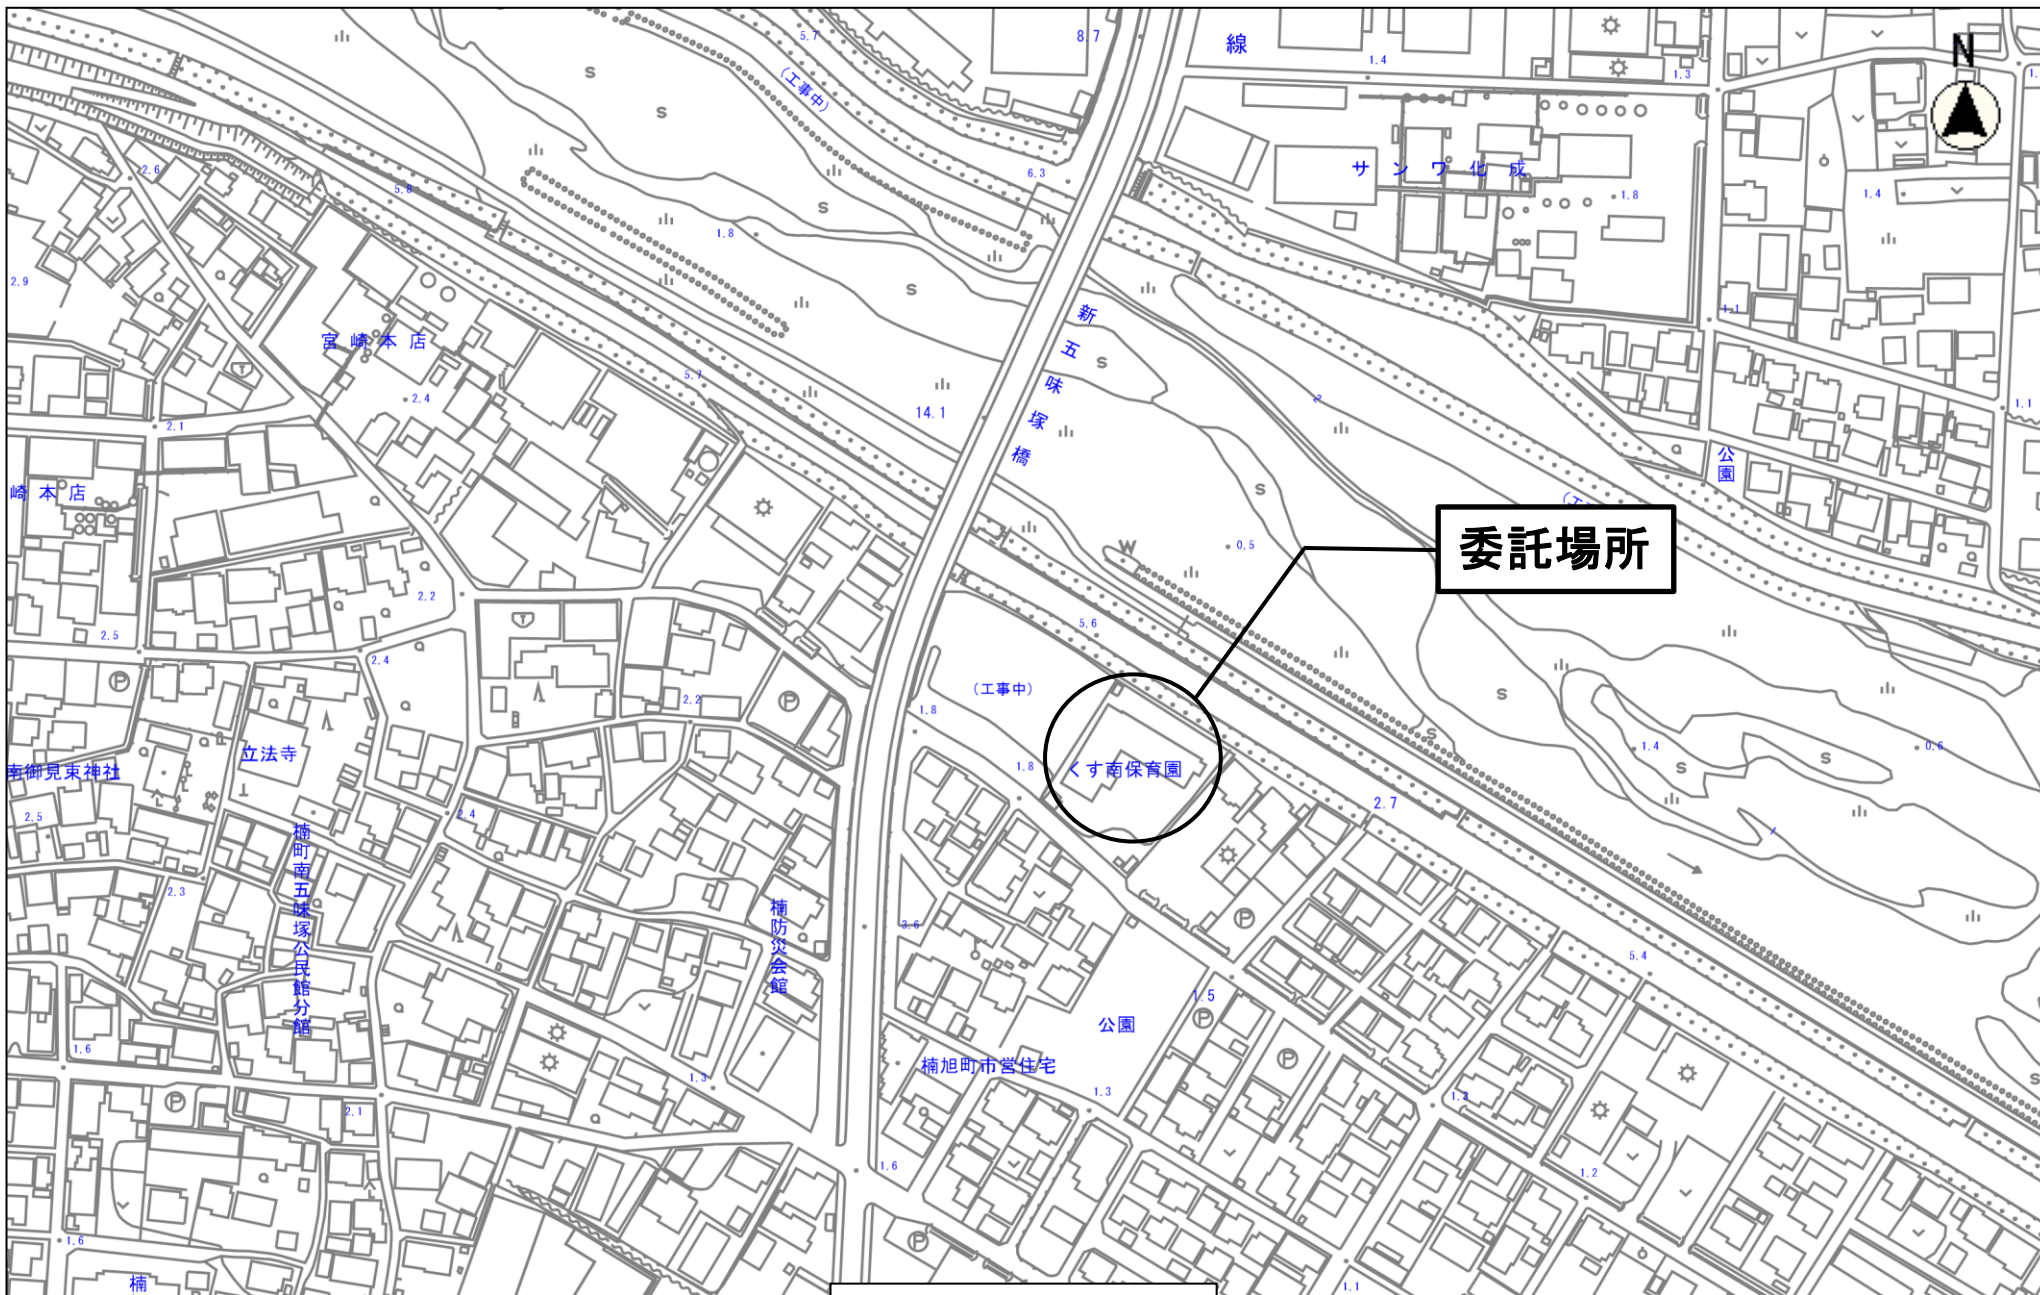 線
N
5.7
8.7
(工事中)
1.4
1.3
サンワ化成
6.3
2.6
5.8
1.8
1.8
1.4
2.9
新五味塚橋
1.1
宮崎本店
5.7
2.4
14.1
1.1
2.1
公園
崎本店
委託場所
W
0.5
2.2
2.5
2.4
5.6
(工事中)
2.2
1.8
1.4
0.6
立法寺
南御見束神社
1.8
くす南保育園
2.7
2.5
2.4
楠町南五味塚公民館分館
2.3
楠防災会館
3.6
5.4
1.5
公園
1.6
楠旭町市営住宅
1.3
1.3
1.3
2.1
1.6
1.2
1.6
1.1
楠